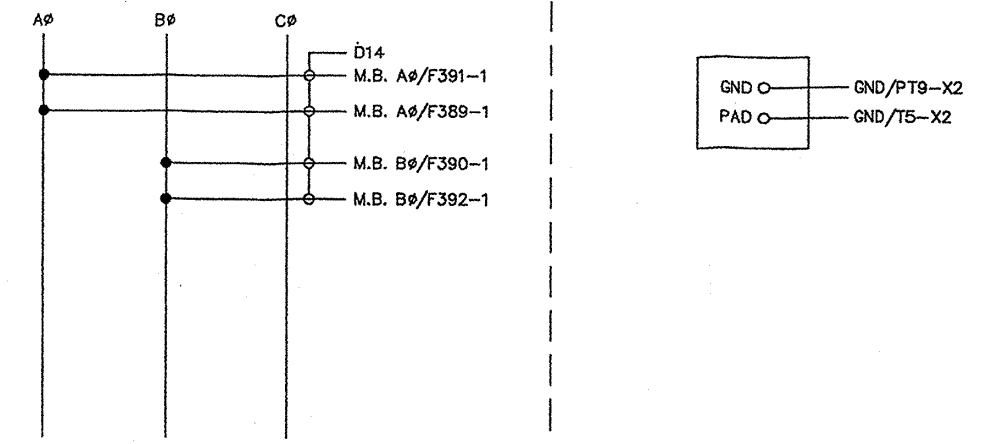 Aø Bø Cø
D14
M.B. Aø/F391-1
M.B. Aø/F389-1
M.B. Bø/F390-1
M.B. Bø/F392-1
GND GND/PT9-X2
PAD GND/T5-X2